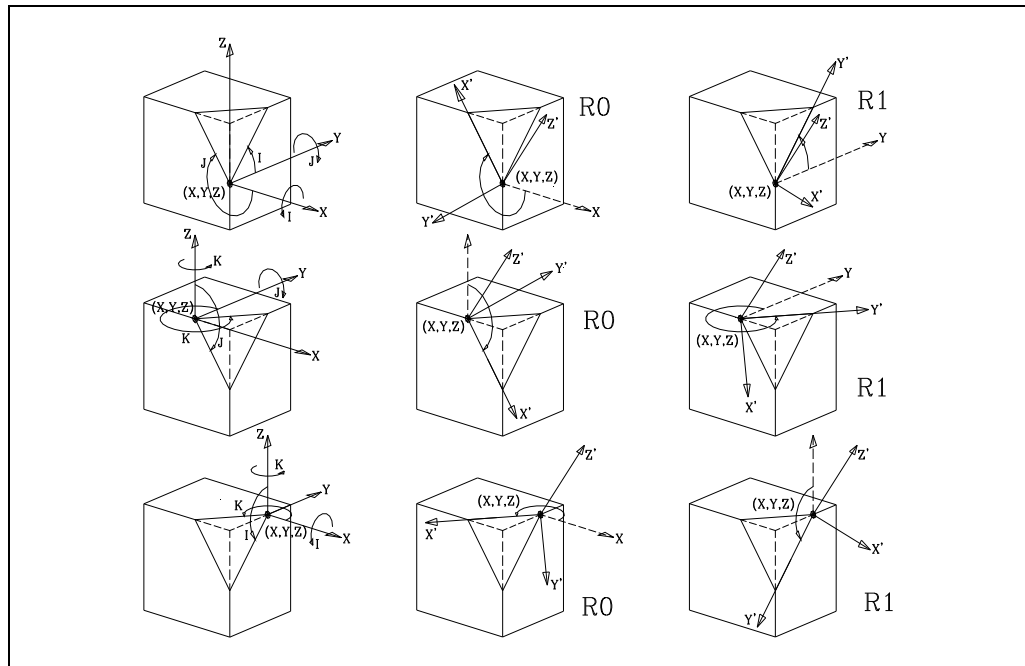 Z
Y
J
I
J
(X,Y,Z)
X
I
X'
R0
Z'
(X,Y,Z)
Y'
X
Y'
R1
Z'
Y
(X,Y,Z)
X'
Z
K
Y
J
(X,Y,Z)
K
J
X
Z'
Y'
(X,Y,Z)
R0
X'
Z'
Y
Y'
(X,Y,Z)
X'
R1
Z
K
Y
K
(X,Y,Z)
I
I
X
Z'
(X,Y,Z)
X'
X
Y'
R0
Z'
(X,Y,Z)
X'
Y'
R1